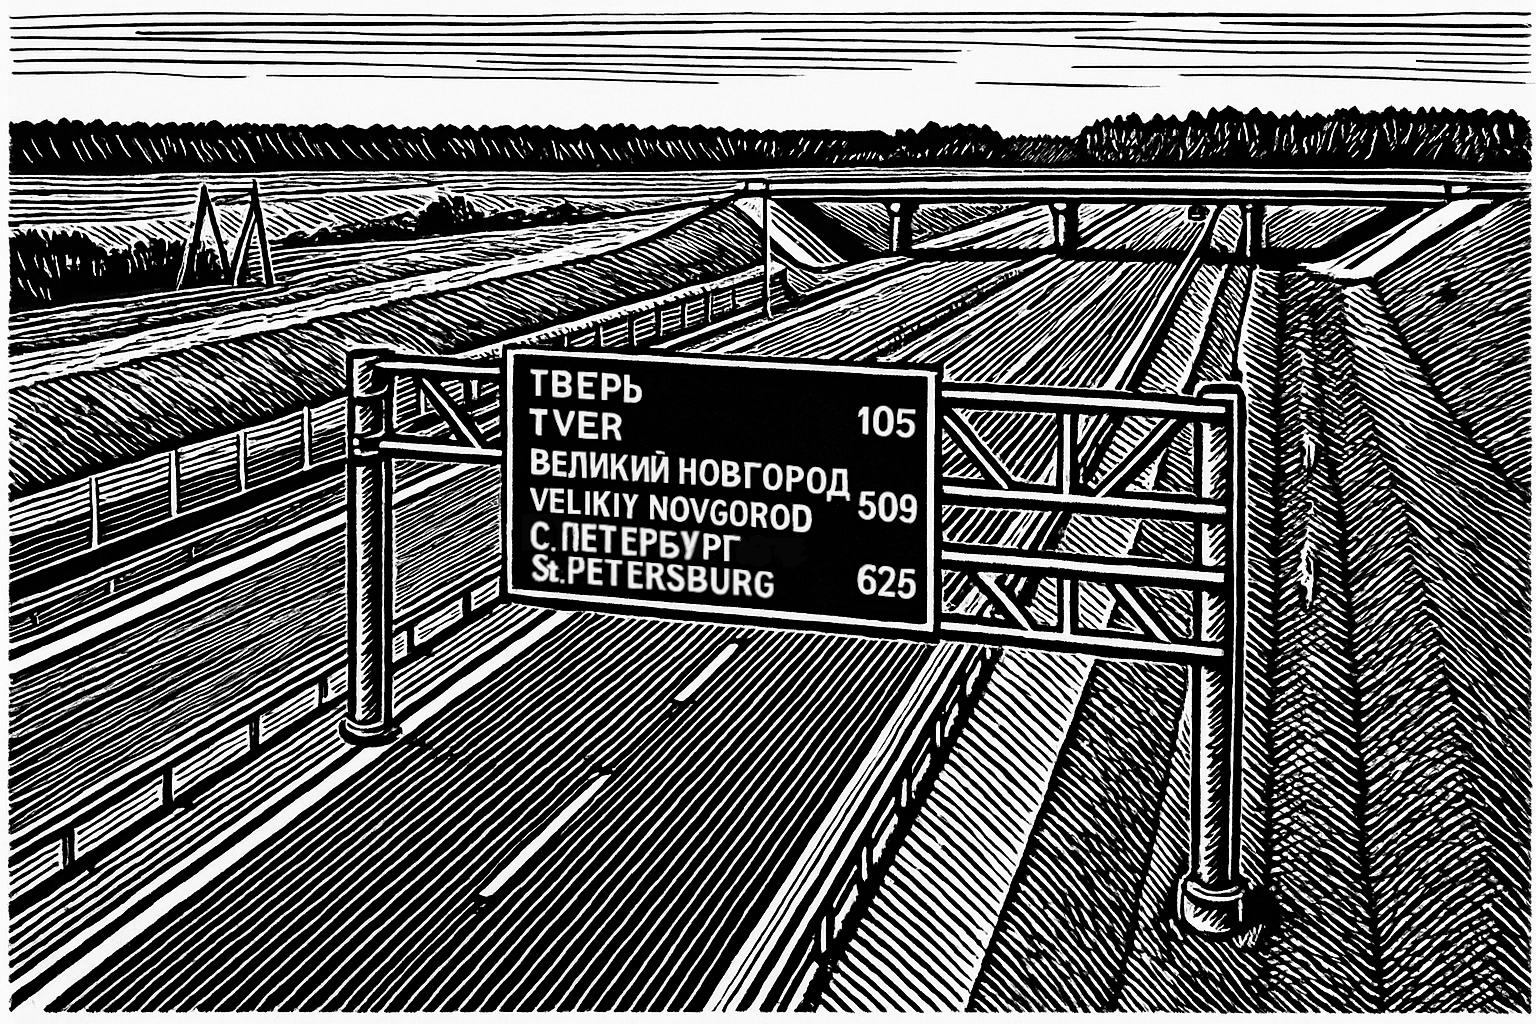 ТВЕРЬ
TVER 105
ВЕЛИКИЙ НОВГОРОД
VELIKIY NOVGOROD 509
С.ПЕТЕРБУРГ
St.PETERSBURG 625